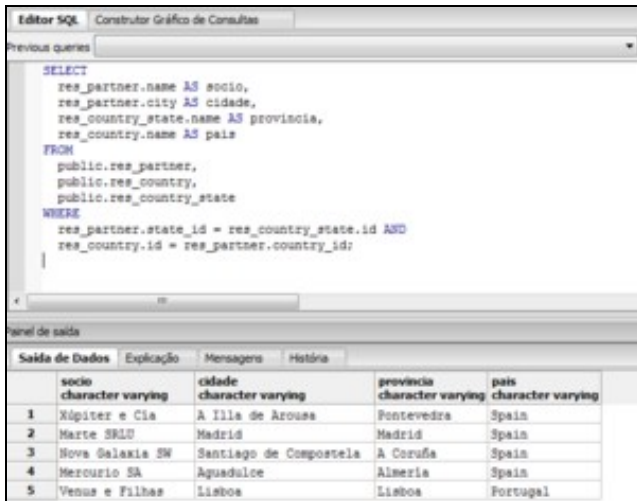 Editor SQL Construtor Gráfico de Consultas
Previous queries
SELECT
res_partner.name AS socio,
res_partner.city AS cidade,
res_country_state.name AS provincia,
res_country.name AS pais
FROM
public.res_partner,
public.res_country,
public.res_country_state
WHERE
res_partner.state_id = res_country_state.id AND
res_country.id = res_partner.country_id;
Painel de saída
Saída de Dados Explicação Mensagens História
socio cidade provincia pais
character varying character varying character varying character varying
1 Xúpiter e Cia A Illa de Arousa Pontevedra Spain
2 Marte SRLU Madrid Madrid Spain
3 Nova Galaxia SW Santiago de Compostela A Coruña Spain
4 Mercurio SA Aguadulce Almeria Spain
5 Venus e Filhas Lisboa Lisboa Portugal